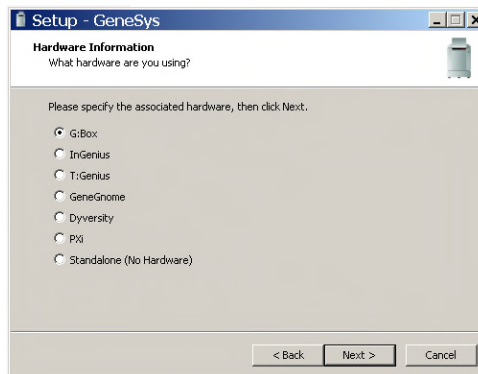 Setup - GeneSys
Hardware Information
What hardware are you using?
Please specify the associated hardware, then click Next.
G:Box
InGenius
T:Genius
GeneGnome
Dyversity
PXi
Standalone (No Hardware)
< Back Next > Cancel